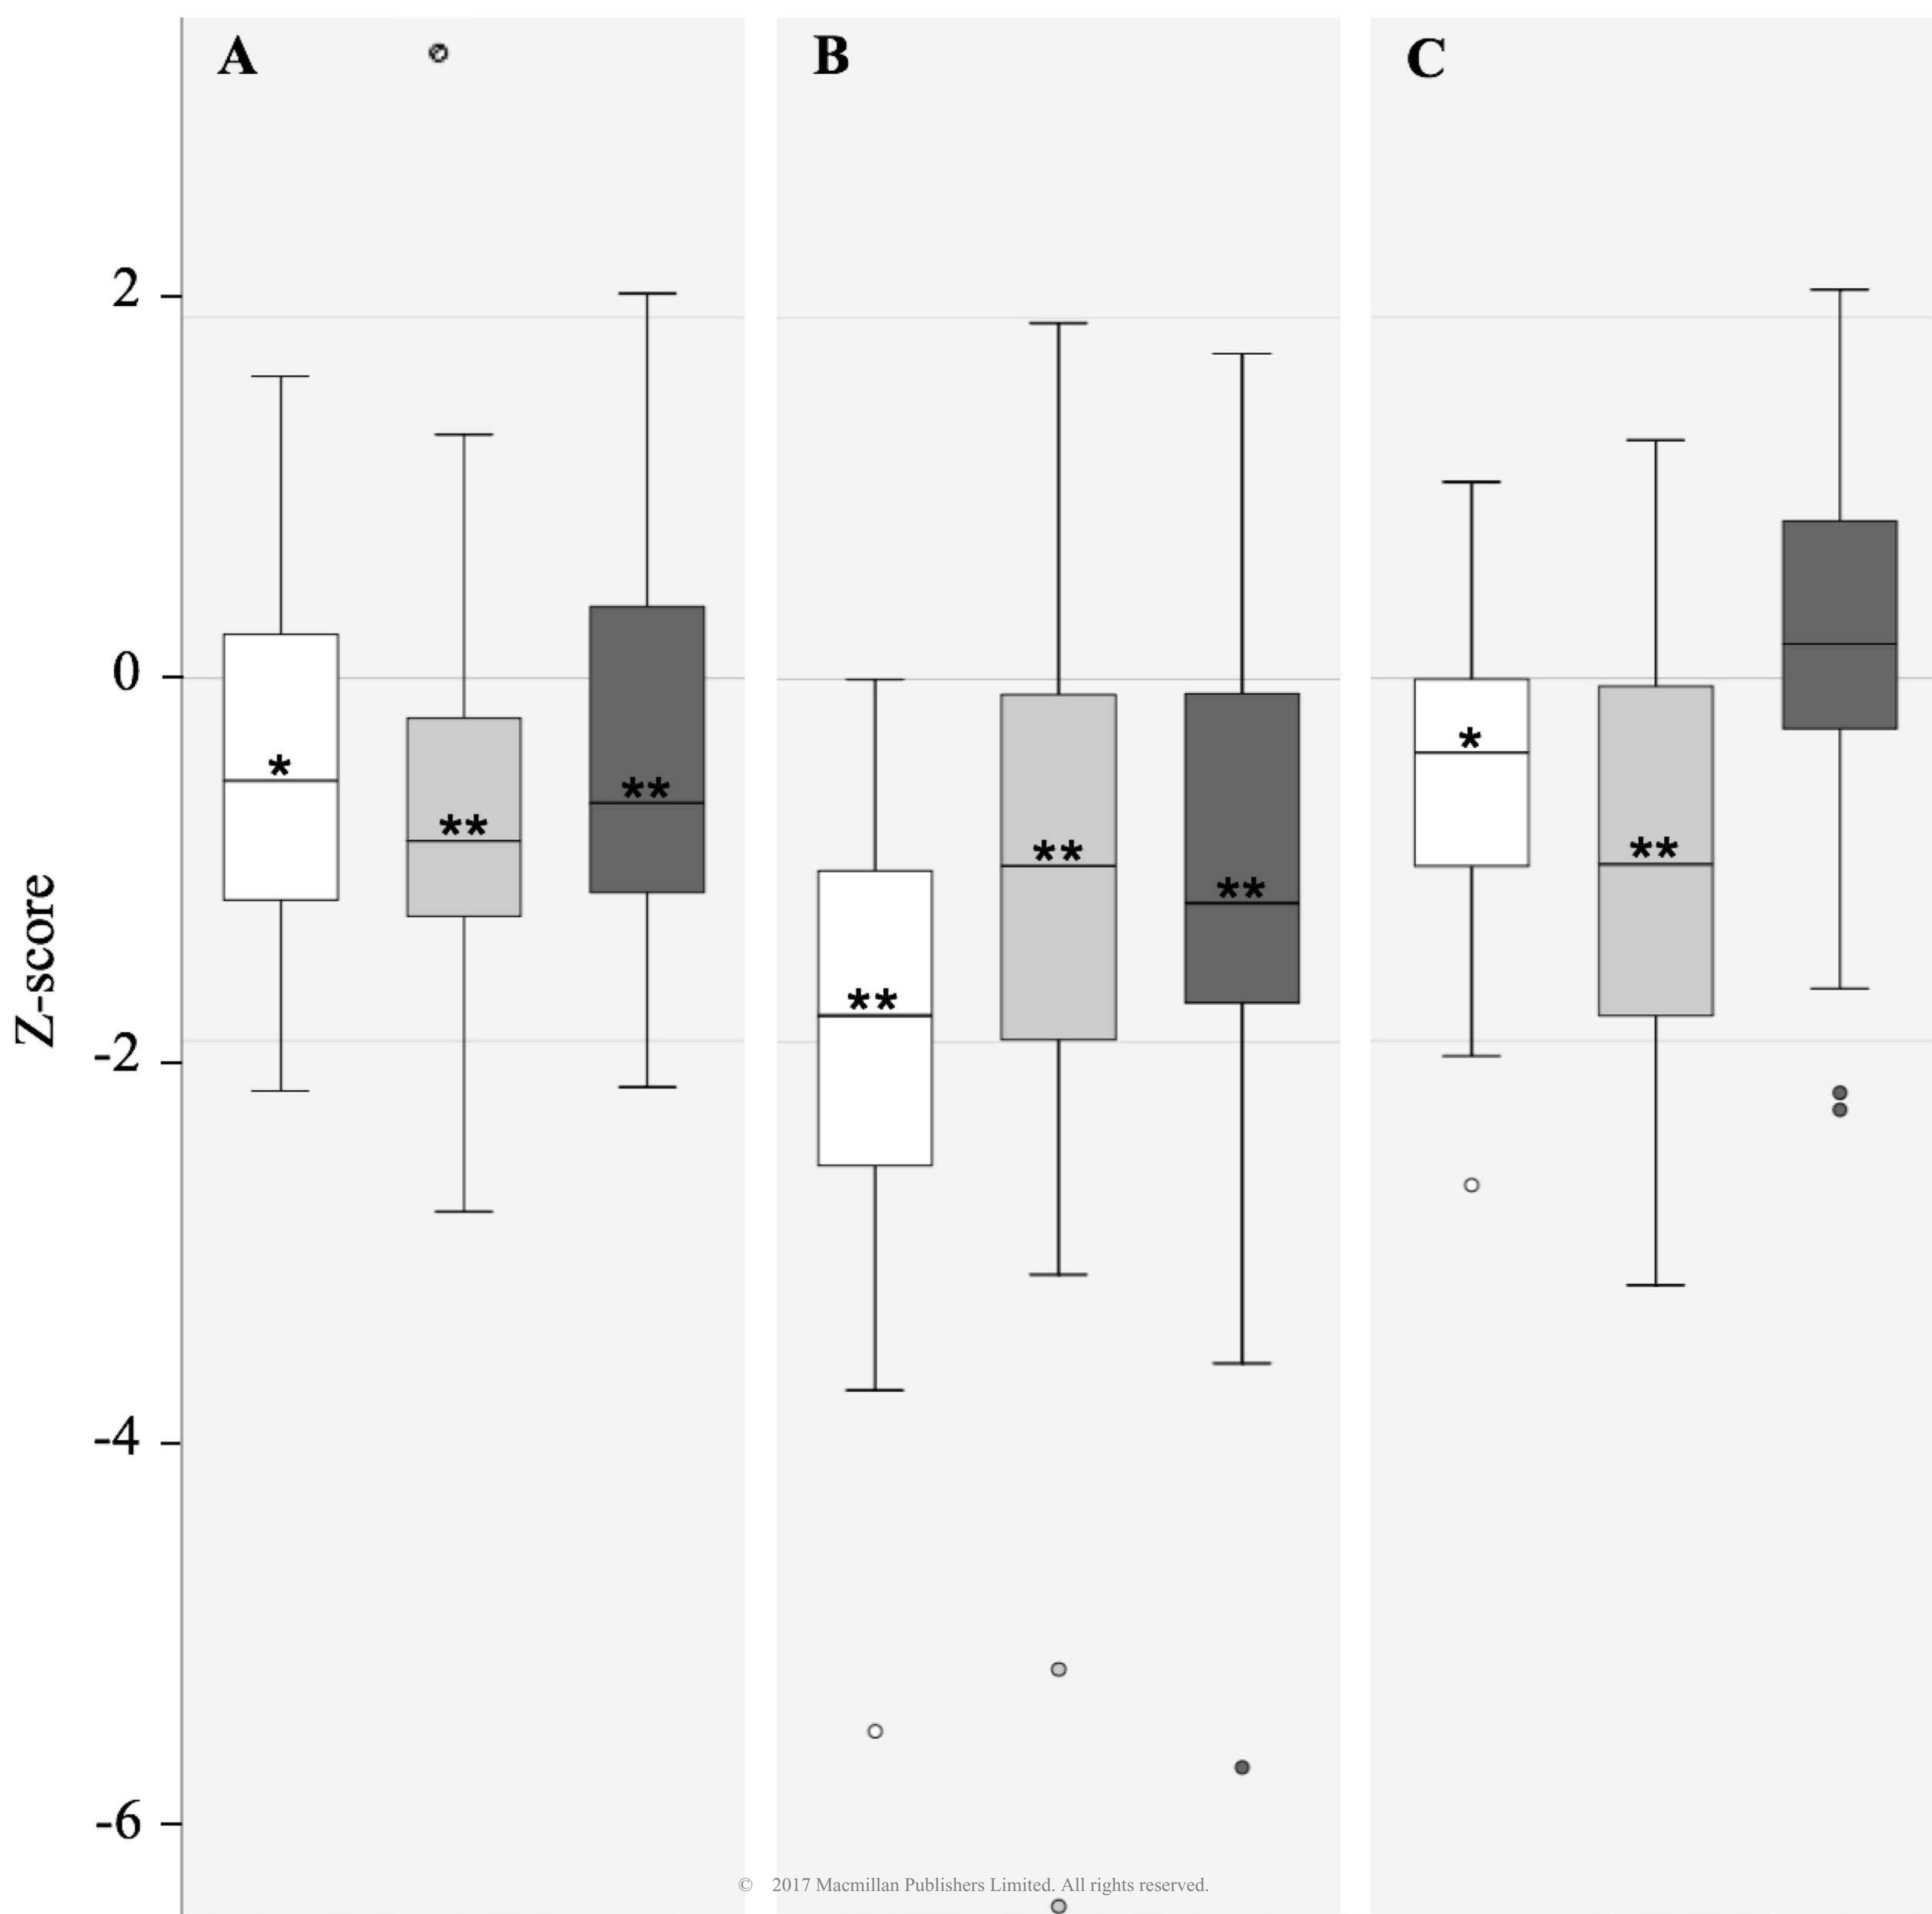 A
B
C
2
0
-2
-4
-6
Z-score
*
**
**
**
**
**
*
**
© 2017 Macmillan Publishers Limited. All rights reserved.